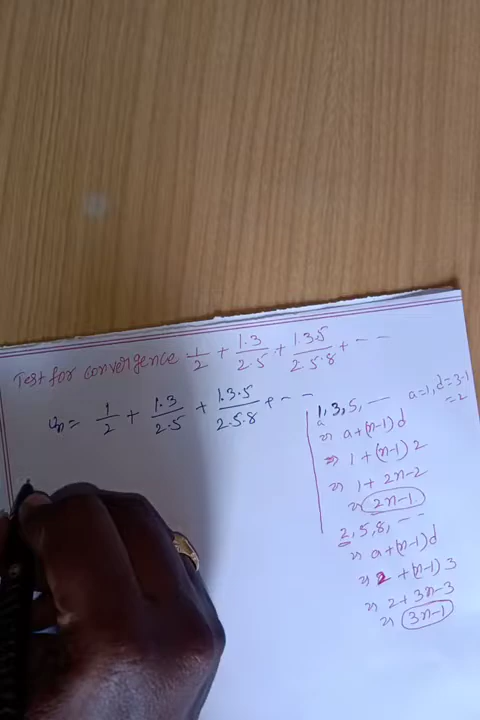 Test for convergence 1/2 + 1.3/2.5 + 1.3.5/2.5.8 + - -
Un = 1/2 + 1.3/2.5 + 1.3.5/2.5.8 + - -
1, 3, 5, - - a=1, d=3-1
a =2
⇒ a+(n-1)d
⇒ 1+(n-1)2
⇒ 1+2n-2
⇒ 2n-1
2, 5, 8, - -
⇒ a+(n-1)d
⇒ 2+(n-1)3
⇒ 2+3n-3
⇒ 3n-1